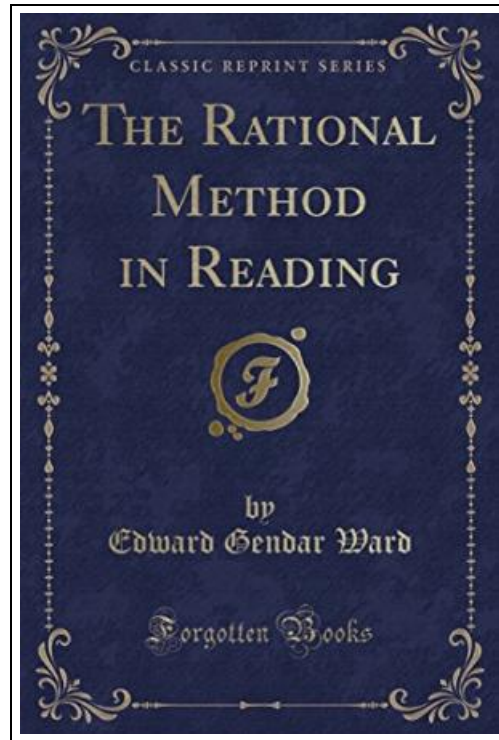 CLASSIC REPRINT SERIES
THE RATIONAL
METHOD
IN READING
F
by
Edward Gendar Ward
Forgotten Books